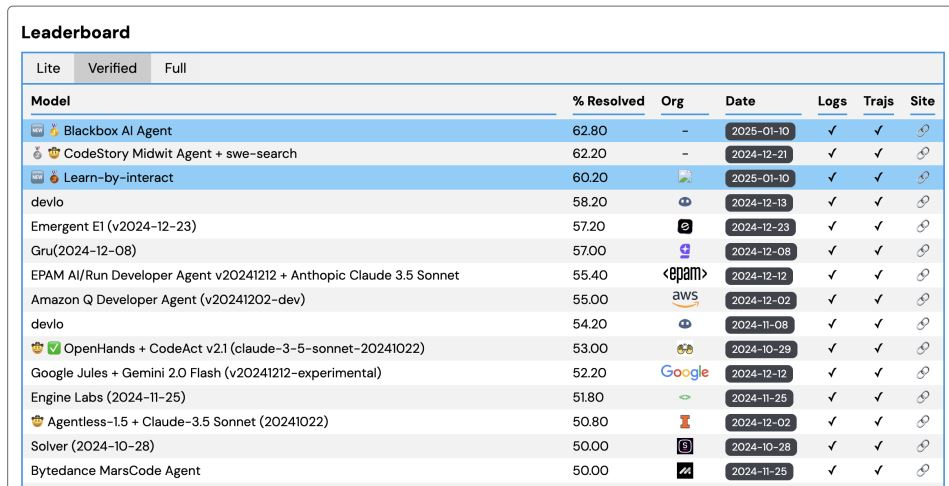 Leaderboard
Lite Verified Full
Model % Resolved Org Date Logs Trajs Site
NEW Blackbox AI Agent 62.80 - 2025-01-10 ✓ ✓
CodeStory Midwit Agent + swe-search 62.20 - 2024-12-21 ✓ ✓
NEW Learn-by-interact 60.20 2025-01-10 ✓ ✓
devlo 58.20 2024-12-13 ✓ ✓
Emergent E1 (v2024-12-23) 57.20 2024-12-23 ✓ ✓
Gru(2024-12-08) 57.00 2024-12-08 ✓ ✓
EPAM AI/Run Developer Agent v20241212 + Anthopic Claude 3.5 Sonnet 55.40 <epam> 2024-12-12 ✓ ✓
Amazon Q Developer Agent (v20241202-dev) 55.00 aws 2024-12-02 ✓ ✓
devlo 54.20 2024-11-08 ✓ ✓
OpenHands + CodeAct v2.1 (claude-3-5-sonnet-20241022) 53.00 2024-10-29 ✓ ✓
Google Jules + Gemini 2.0 Flash (v20241212-experimental) 52.20 Google 2024-12-12 ✓ ✓
Engine Labs (2024-11-25) 51.80 2024-11-25 ✓ ✓
Agentless-1.5 + Claude-3.5 Sonnet (20241022) 50.80 I 2024-12-02 ✓ ✓
Solver (2024-10-28) 50.00 S 2024-10-28 ✓ ✓
Bytedance MarsCode Agent 50.00 2024-11-25 ✓ ✓